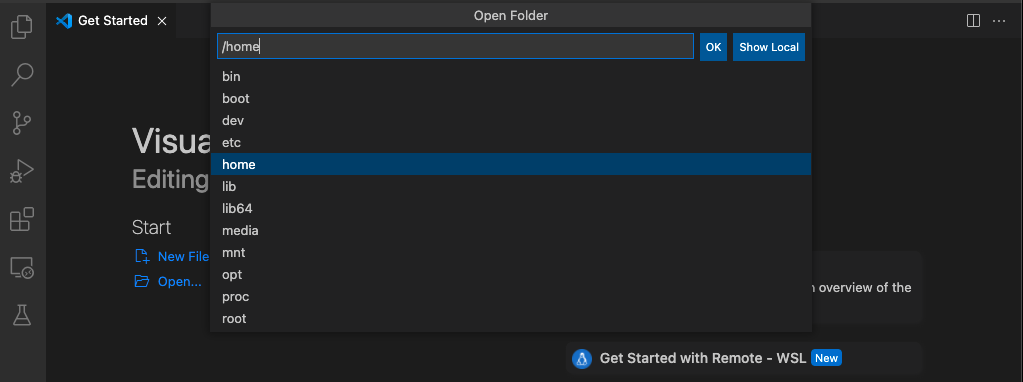 Get Started
Open Folder
/home
OK
Show Local
bin
boot
dev
etc
home
lib
lib64
media
mnt
opt
proc
root
Visua
Editing
Start
New File
Open...
overview of the
Get Started with Remote - WSL New